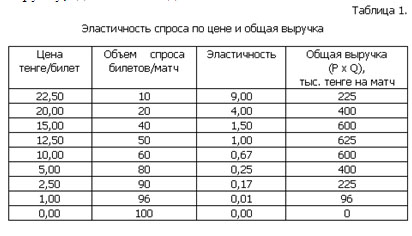 Таблица 1.
Эластичность спроса по цене и общая выручка
Цена тенге/билет | Объем спроса билетов/матч | Эластичность | Общая выручка (P x Q), тыс. тенге на матч
22,50 | 10 | 9,00 | 225
20,00 | 20 | 4,00 | 400
15,00 | 40 | 1,50 | 600
12,50 | 50 | 1,00 | 625
10,00 | 60 | 0,67 | 600
5,00 | 80 | 0,25 | 400
2,50 | 90 | 0,17 | 225
1,00 | 96 | 0,01 | 96
0,00 | 100 | 0,00 | 0